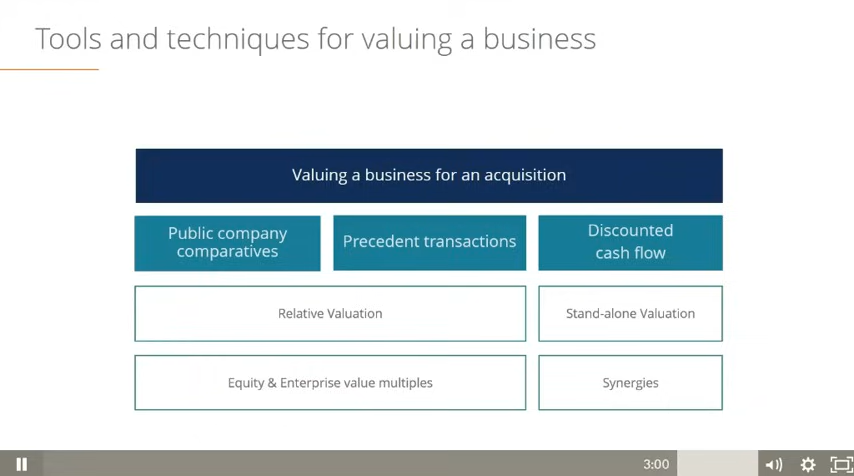 Tools and techniques for valuing a business
Valuing a business for an acquisition
Public company
comparatives
Precedent transactions
Discounted
cash flow
Relative Valuation
Stand-alone Valuation
Equity & Enterprise value multiples
Synergies
3:00